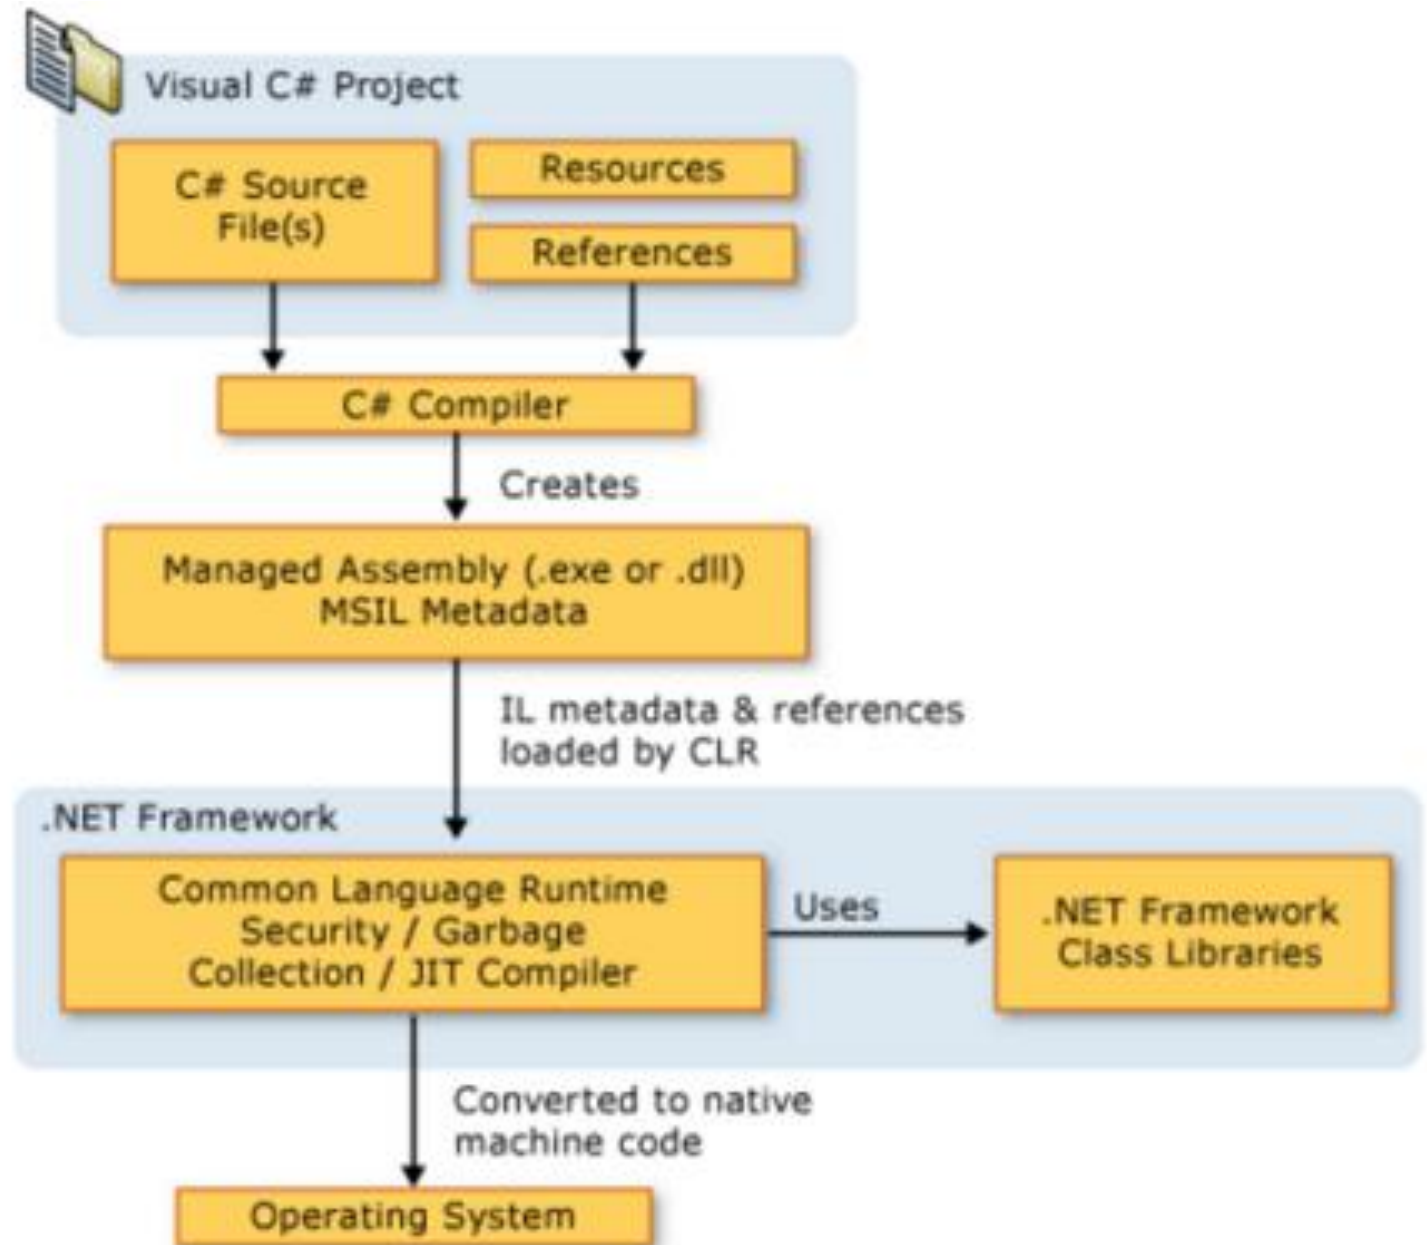 Visual C# Project
C# Source
File(s)
Resources
References
C# Compiler
Creates
Managed Assembly (.exe or .dll)
MSIL Metadata
IL metadata & references
loaded by CLR
.NET Framework
Common Language Runtime
Security / Garbage
Collection / JIT Compiler
Uses
.NET Framework
Class Libraries
Converted to native
machine code
Operating System